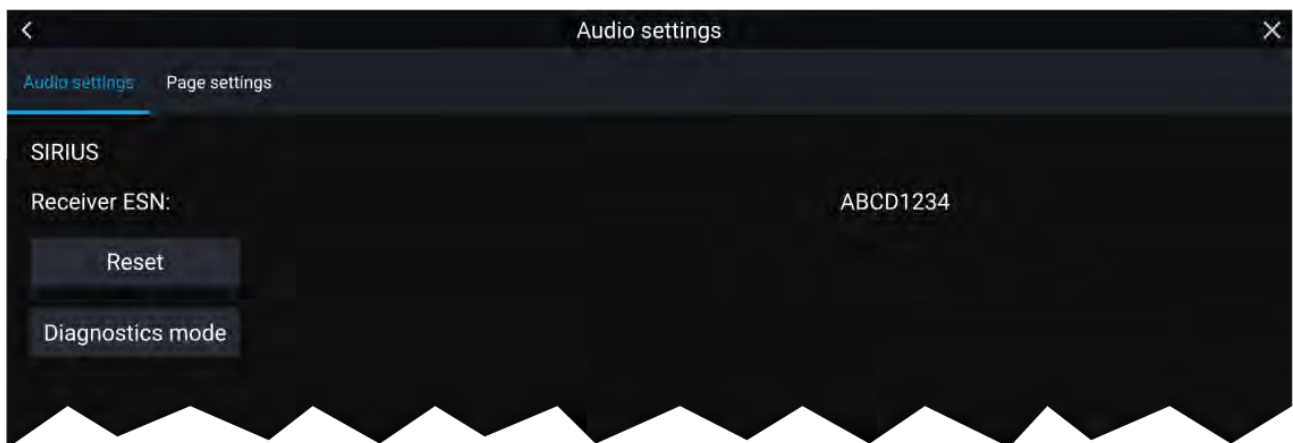 Audio settings
Audio settings Page settings
SIRIUS
Receiver ESN: ABCD1234
Reset
Diagnostics mode